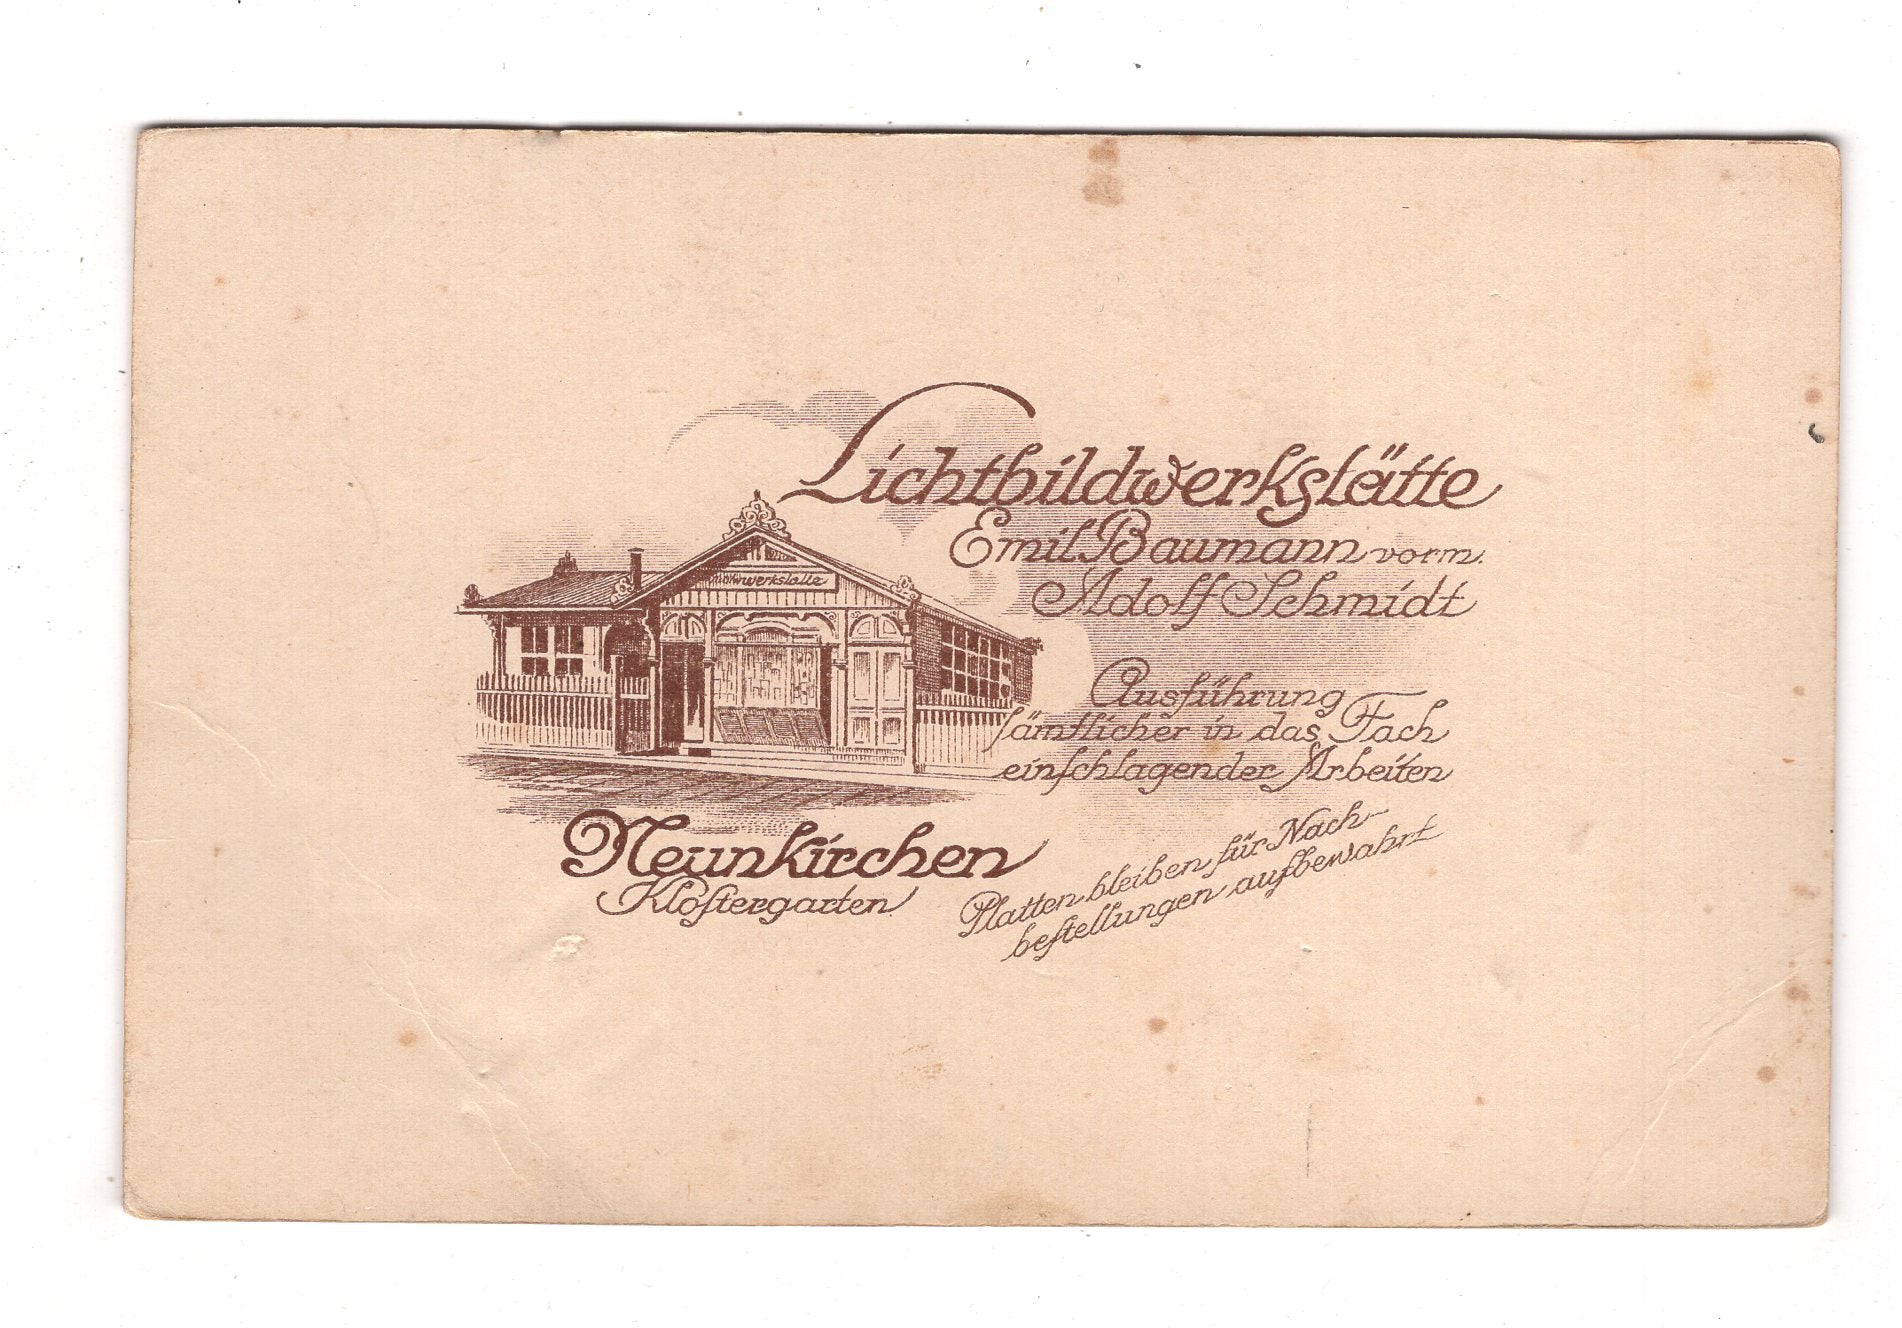 Lichtbildwerkstätte
Emil Baumann vorm.
Adolf Schmidt
Ausführung
sämtlicher in das Fach
einschlagender Arbeiten
Neunkirchen
Klostergarten
Platten bleiben für Nach-
bestellungen aufbewahrt